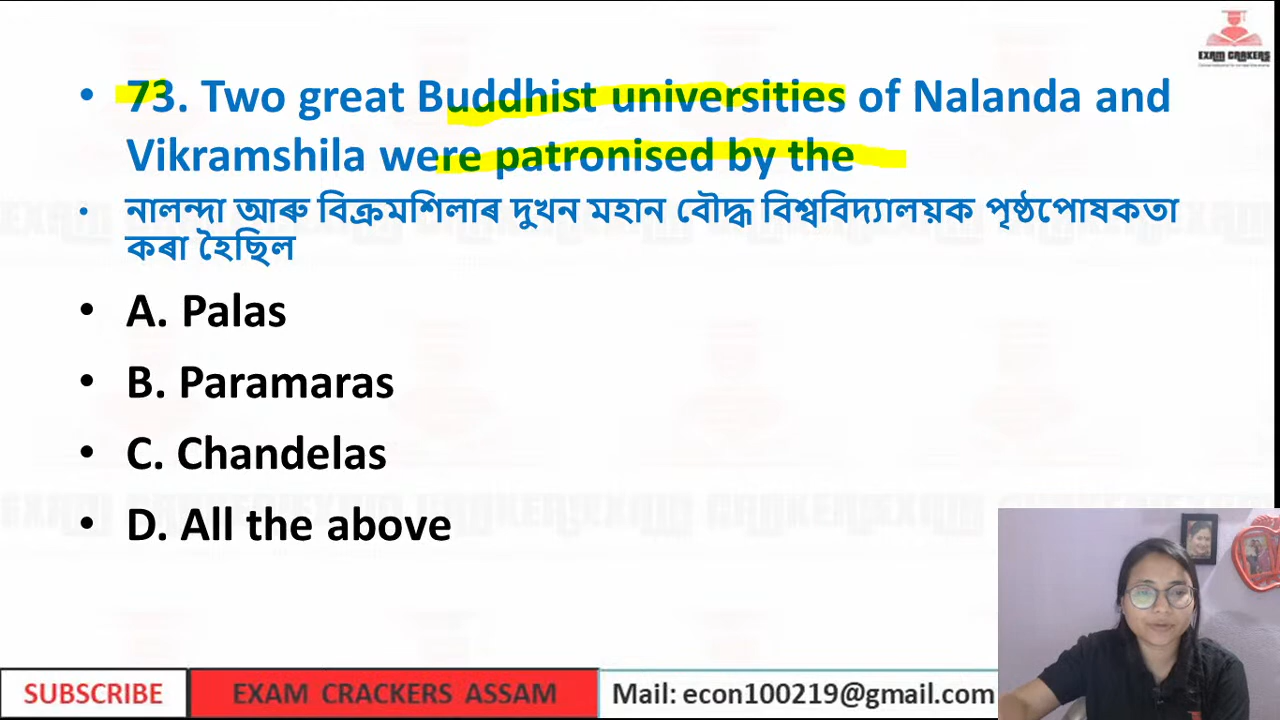 EXAM CRAKERS
• 73. Two great Buddhist universities of Nalanda and
Vikramshila were patronised by the
• নালন্দা আৰু বিক্ৰমশিলাৰ দুখন মহান বৌদ্ধ বিশ্ববিদ্যালয়ক পৃষ্ঠপোষকতা
কৰা হৈছিল
• A. Palas
• B. Paramaras
• C. Chandelas
• D. All the above
SUBSCRIBE
EXAM CRACKERS ASSAM
Mail: econ100219@gmail.com